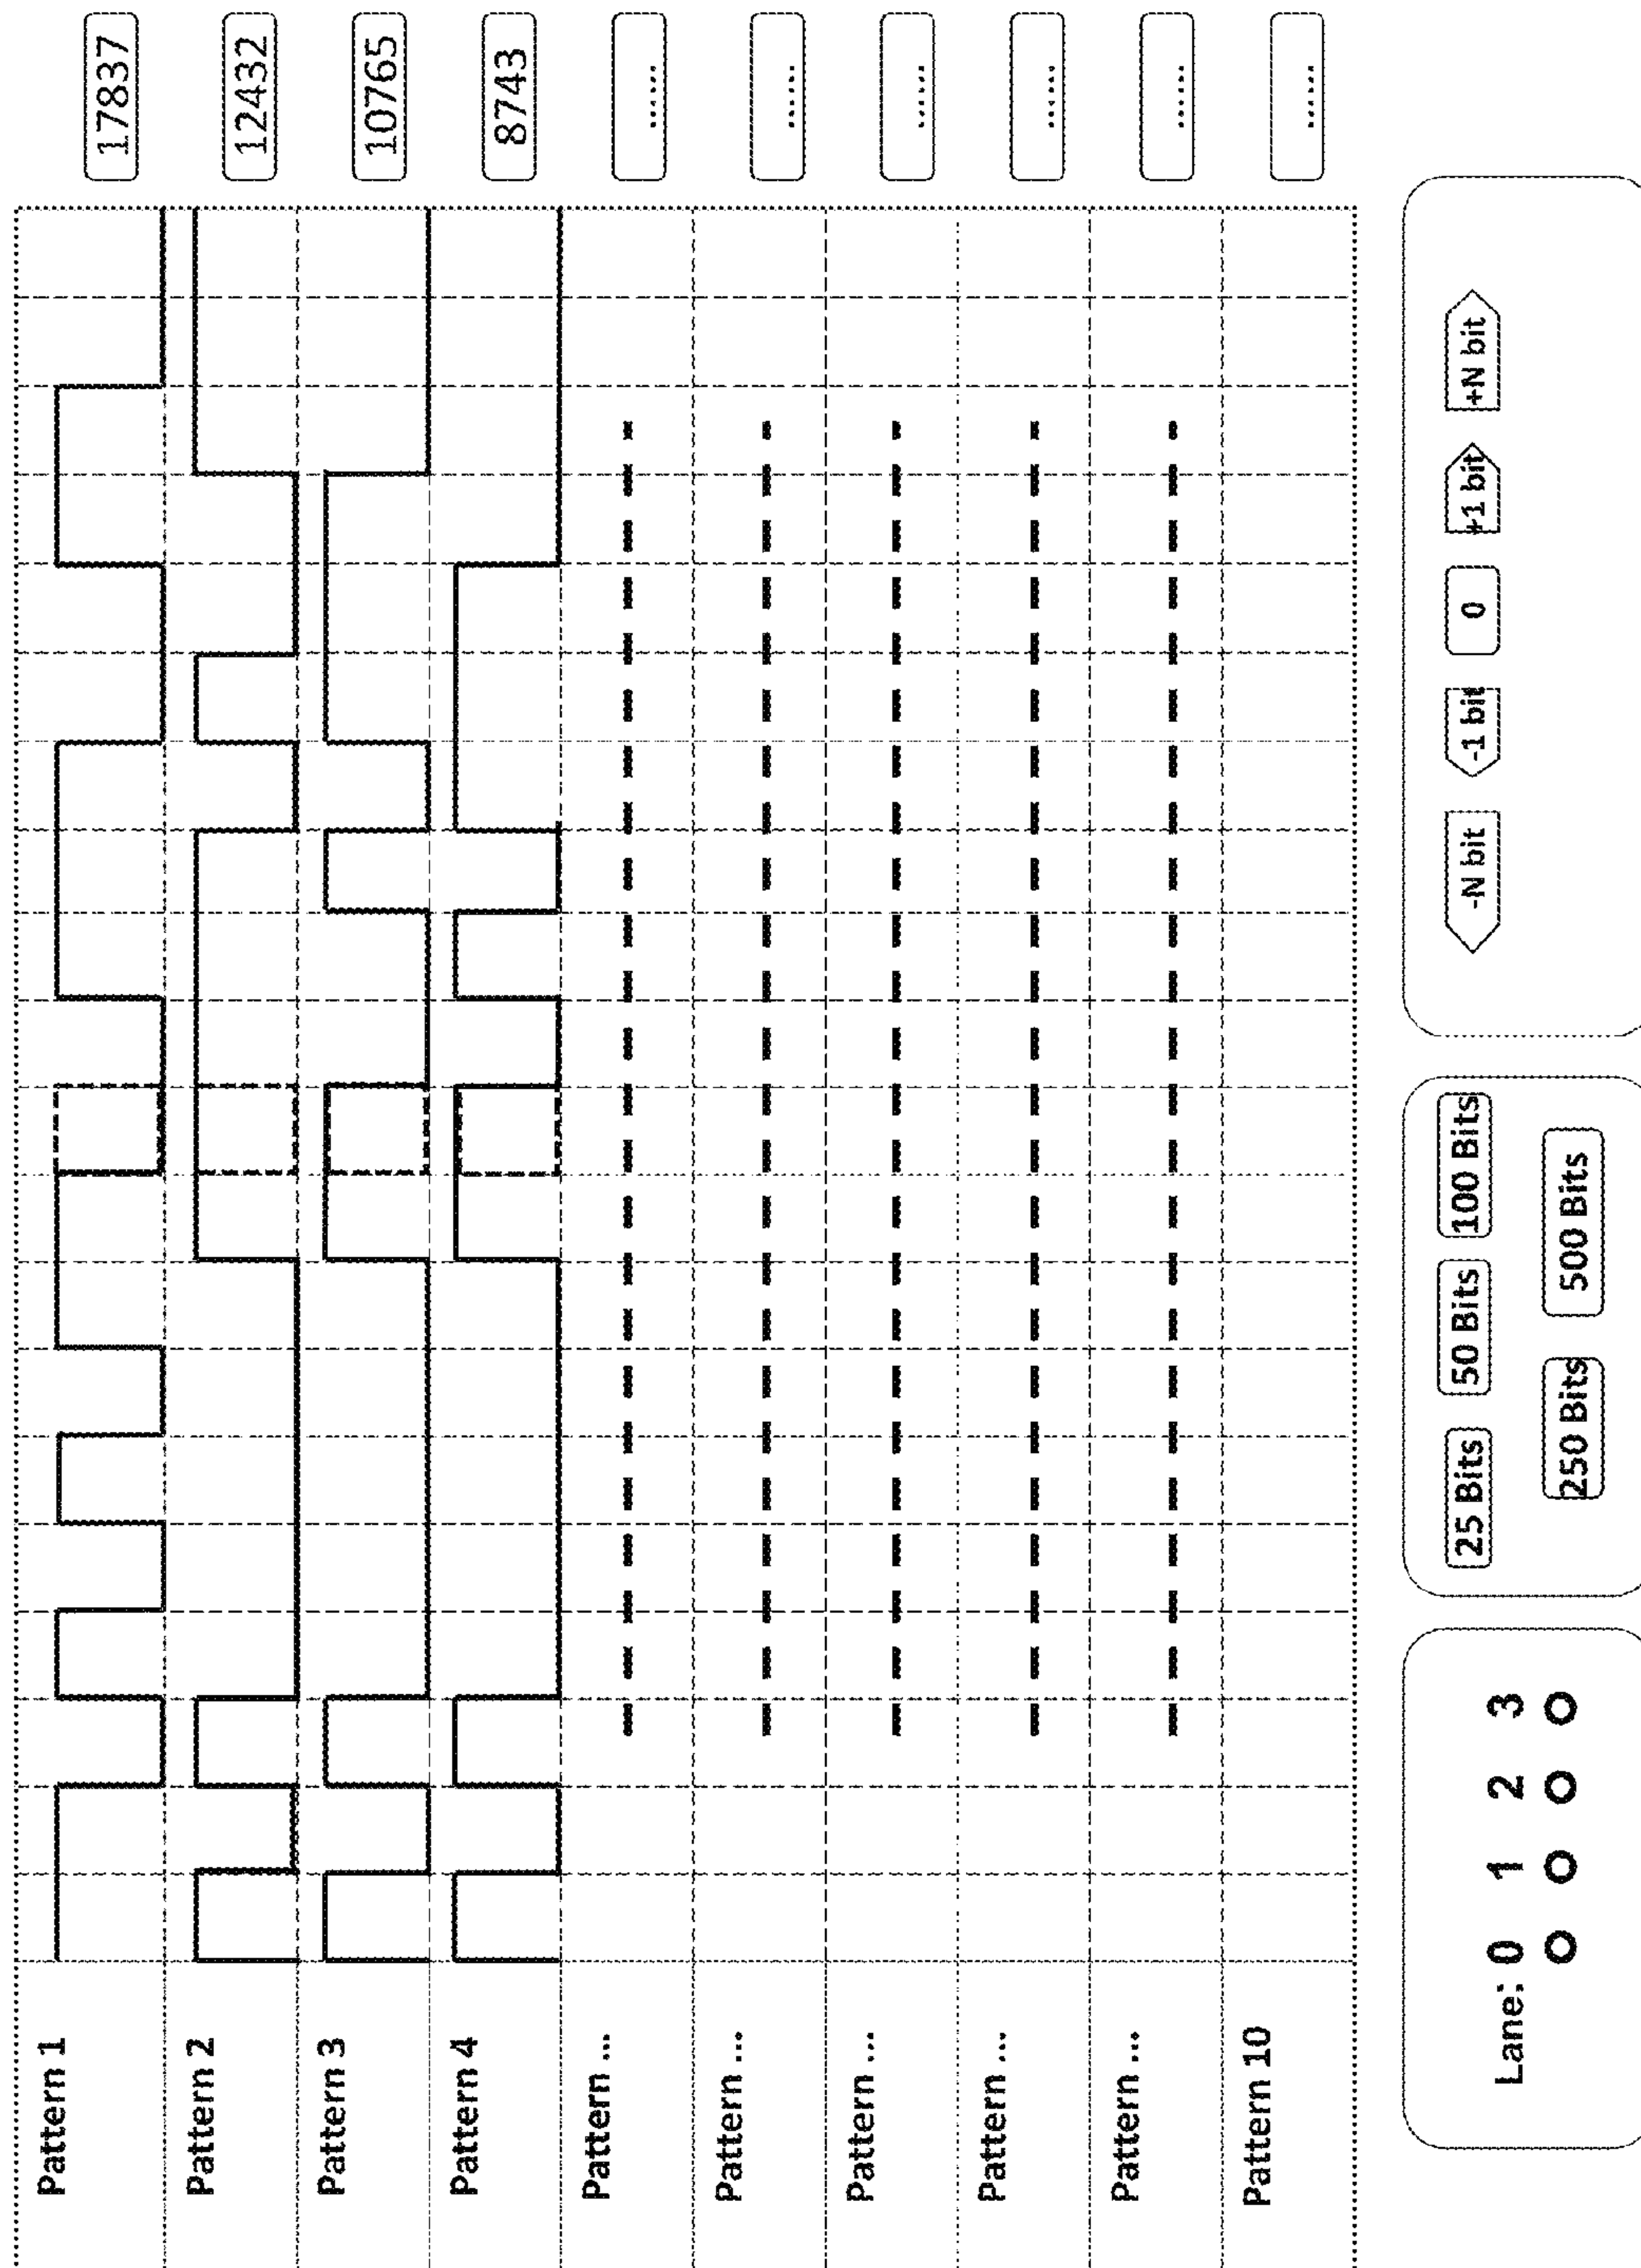 Pattern 1 17837
Pattern 2 12432
Pattern 3 10765
Pattern 4 8743
Pattern ... ......
Pattern ... .....
Pattern ... .....
Pattern ... .....
Pattern ... .....
Pattern 10 .....
Lane: 0 1 2 3
25 Bits 50 Bits 100 Bits
250 Bits 500 Bits
-N bit -1 bit 0 +1 bit +N bit